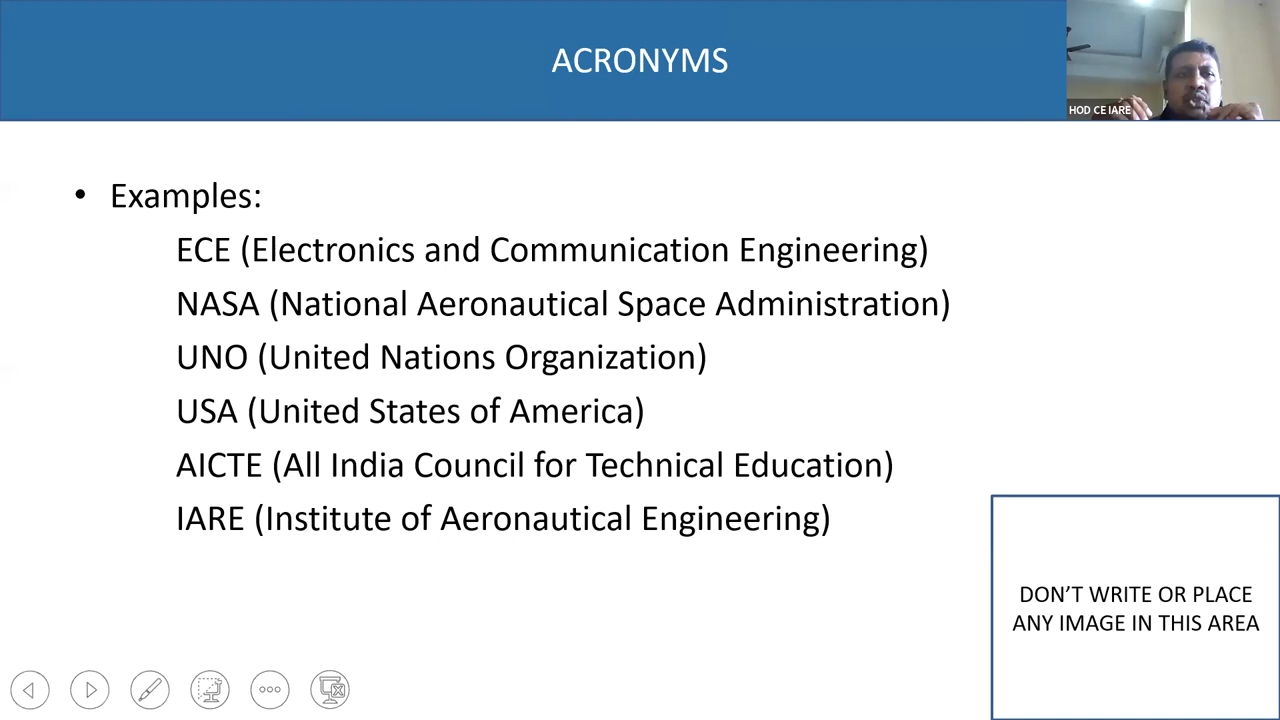 ACRONYMS
HOD CE IARE
• Examples:
ECE (Electronics and Communication Engineering)
NASA (National Aeronautical Space Administration)
UNO (United Nations Organization)
USA (United States of America)
AICTE (All India Council for Technical Education)
IARE (Institute of Aeronautical Engineering)
DON’T WRITE OR PLACE
ANY IMAGE IN THIS AREA